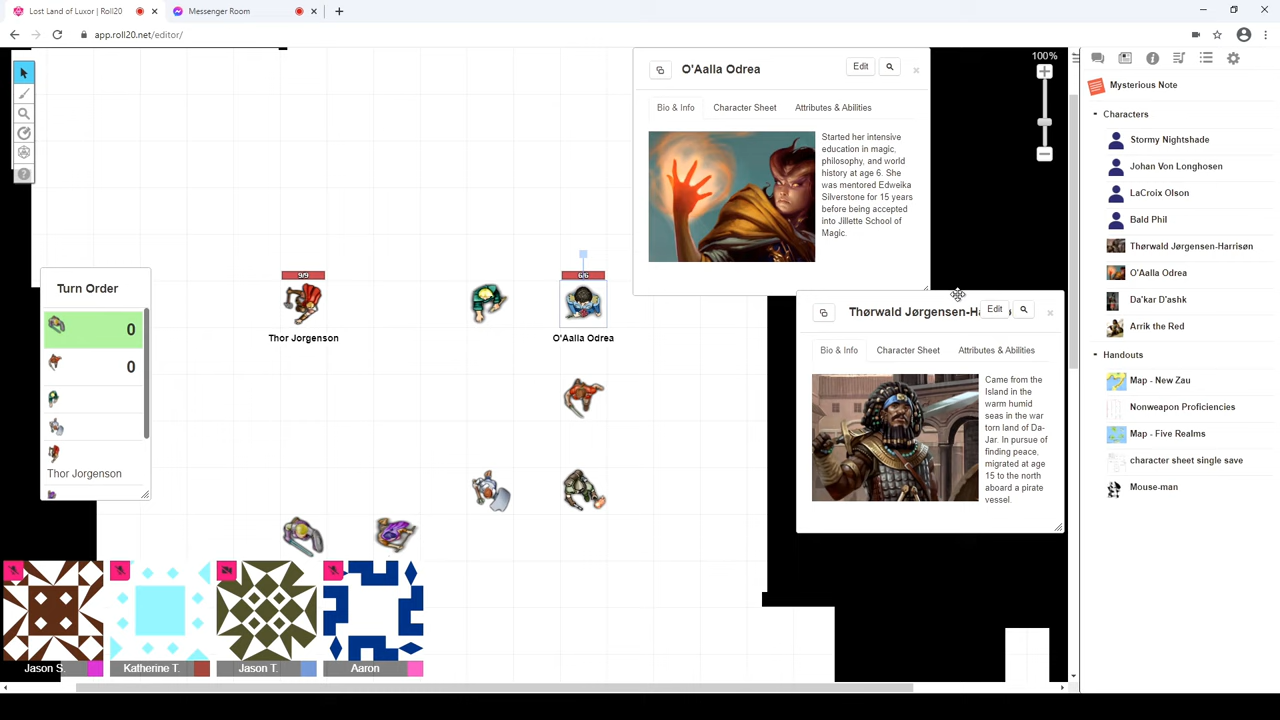 Lost Land of Luxor | Roll20
Messenger Room
app.roll20.net/editor/
100%
O'Aalla Odrea
Edit
Bio & Info
Character Sheet
Attributes & Abilities
Started her intensive
education in magic,
philosophy, and world
history at age 6. She
was mentored Edweika
Silverstone for 15 years
before being accepted
into Jillette School of
Magic.
Mysterious Note
Characters
Stormy Nightshade
Johan Von Longhosen
LaCroix Olson
Bald Phil
Thørwald Jørgensen-Harrisøn
O'Aalla Odrea
Da'kar D'ashk
Arrik the Red
Handouts
Map - New Zau
Nonweapon Proficiencies
Map - Five Realms
character sheet single save
Mouse-man
Turn Order
0
0
Thor Jorgenson
9/9
Thor Jorgenson
6/6
O'Aalla Odrea
Thørwald Jørgensen-Ha
Edit
Bio & Info
Character Sheet
Attributes & Abilities
Came from the
Island in the
warm humid
seas in the war
torn land of Da-
Jar. In pursuit of
finding peace,
migrated at age
15 to the north
aboard a pirate
vessel.
Jason S.
Katherine T.
Jason T.
Aaron